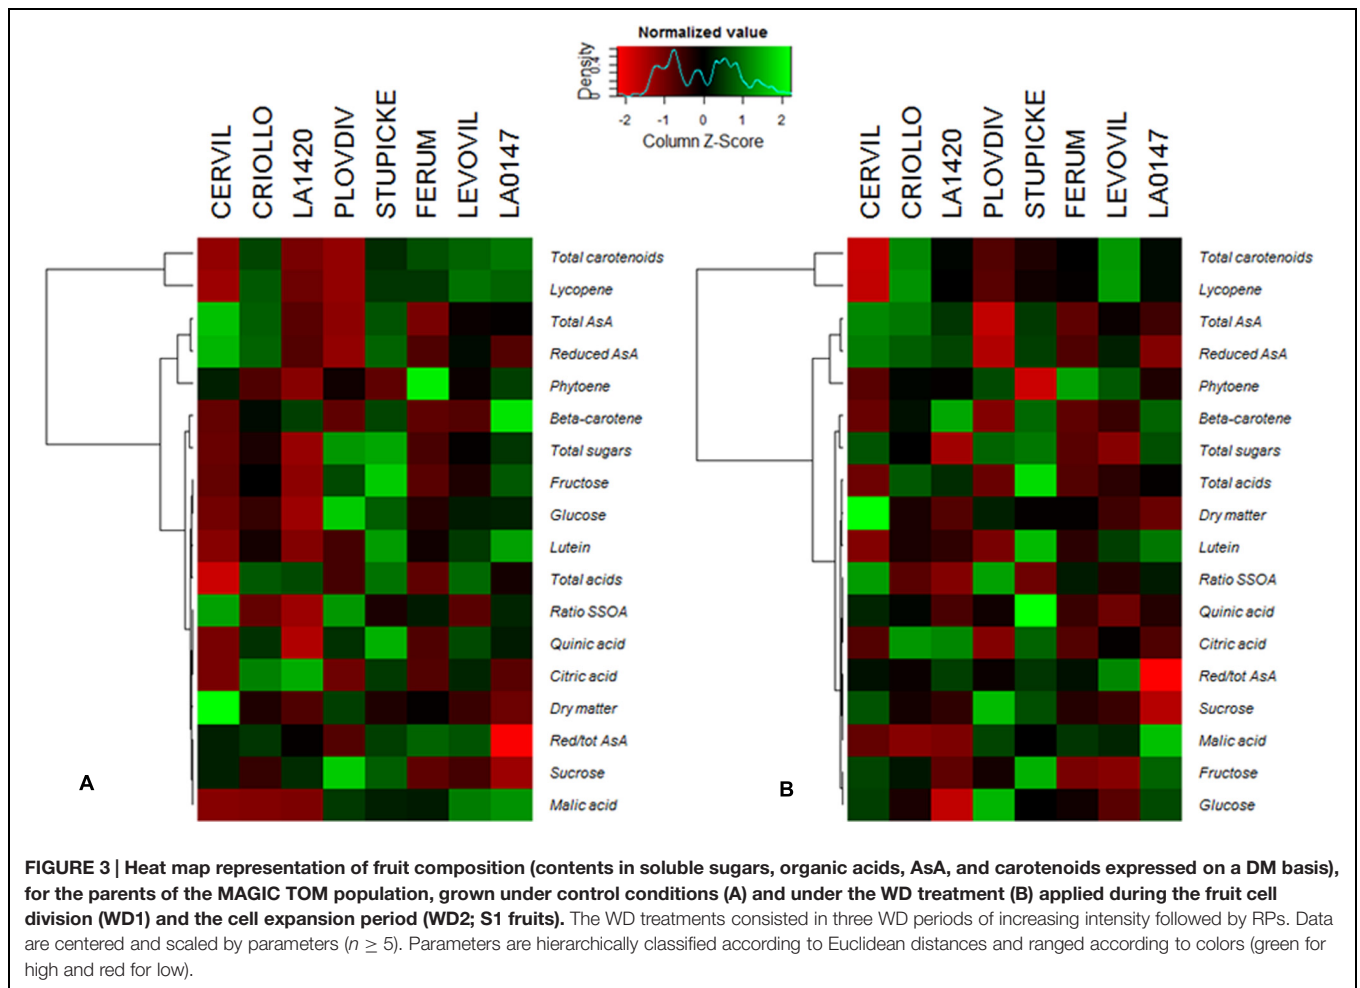 Normalized value
Density
0 0.4
-2 -1 0 1 2
Column Z-Score
CERVIL CRIOLLO LA1420 PLOVDIV STUPICKE FERUM LEVOVIL LA0147
Total carotenoids
Lycopene
Total AsA
Reduced AsA
Phytoene
Beta-carotene
Total sugars
Fructose
Glucose
Lutein
Total acids
Ratio SSOA
Quinic acid
Citric acid
Dry matter
Red/tot AsA
Sucrose
Malic acid
A
CERVIL CRIOLLO LA1420 PLOVDIV STUPICKE FERUM LEVOVIL LA0147
Total carotenoids
Lycopene
Total AsA
Reduced AsA
Phytoene
Beta-carotene
Total sugars
Total acids
Dry matter
Lutein
Ratio SSOA
Quinic acid
Citric acid
Red/tot AsA
Sucrose
Malic acid
Fructose
Glucose
B
FIGURE 3 | Heat map representation of fruit composition (contents in soluble sugars, organic acids, AsA, and carotenoids expressed on a DM basis),
for the parents of the MAGIC TOM population, grown under control conditions (A) and under the WD treatment (B) applied during the fruit cell
division (WD1) and the cell expansion period (WD2; S1 fruits). The WD treatments consisted in three WD periods of increasing intensity followed by RPs. Data
are centered and scaled by parameters (n ≥ 5). Parameters are hierarchically classified according to Euclidean distances and ranged according to colors (green for
high and red for low).